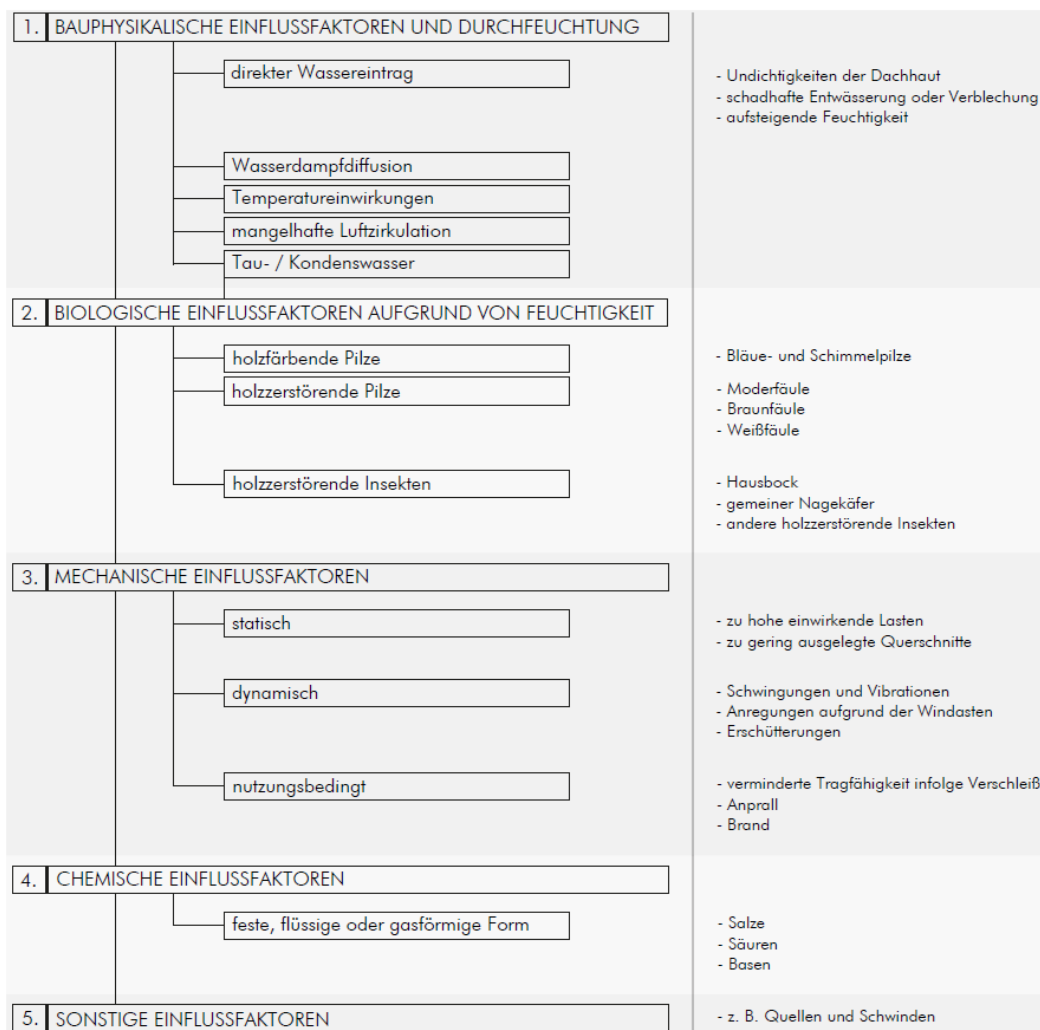 1. BAUPHYSIKALISCHE EINFLUSSFAKTOREN UND DURCHFEUCHTUNG
direkter Wassereintrag
- Undichtigkeiten der Dachhaut
- schadhafte Entwässerung oder Verblechung
- aufsteigende Feuchtigkeit
Wasserdampfdiffusion
Temperatureinwirkungen
mangelhafte Luftzirkulation
Tau- / Kondenswasser
2. BIOLOGISCHE EINFLUSSFAKTOREN AUFGRUND VON FEUCHTIGKEIT
holzfärbende Pilze
- Bläue- und Schimmelpilze
holzzerstörende Pilze
- Moderfäule
- Braunfäule
- Weißfäule
holzzerstörende Insekten
- Hausbock
- gemeiner Nagekäfer
- andere holzzerstörende Insekten
3. MECHANISCHE EINFLUSSFAKTOREN
statisch
- zu hohe einwirkende Lasten
- zu gering ausgelegte Querschnitte
dynamisch
- Schwingungen und Vibrationen
- Anregungen aufgrund der Windasten
- Erschütterungen
nutzungsbedingt
- verminderte Tragfähigkeit infolge Verschleiß
- Anprall
- Brand
4. CHEMISCHE EINFLUSSFAKTOREN
feste, flüssige oder gasförmige Form
- Salze
- Säuren
- Basen
5. SONSTIGE EINFLUSSFAKTOREN
- z. B. Quellen und Schwinden